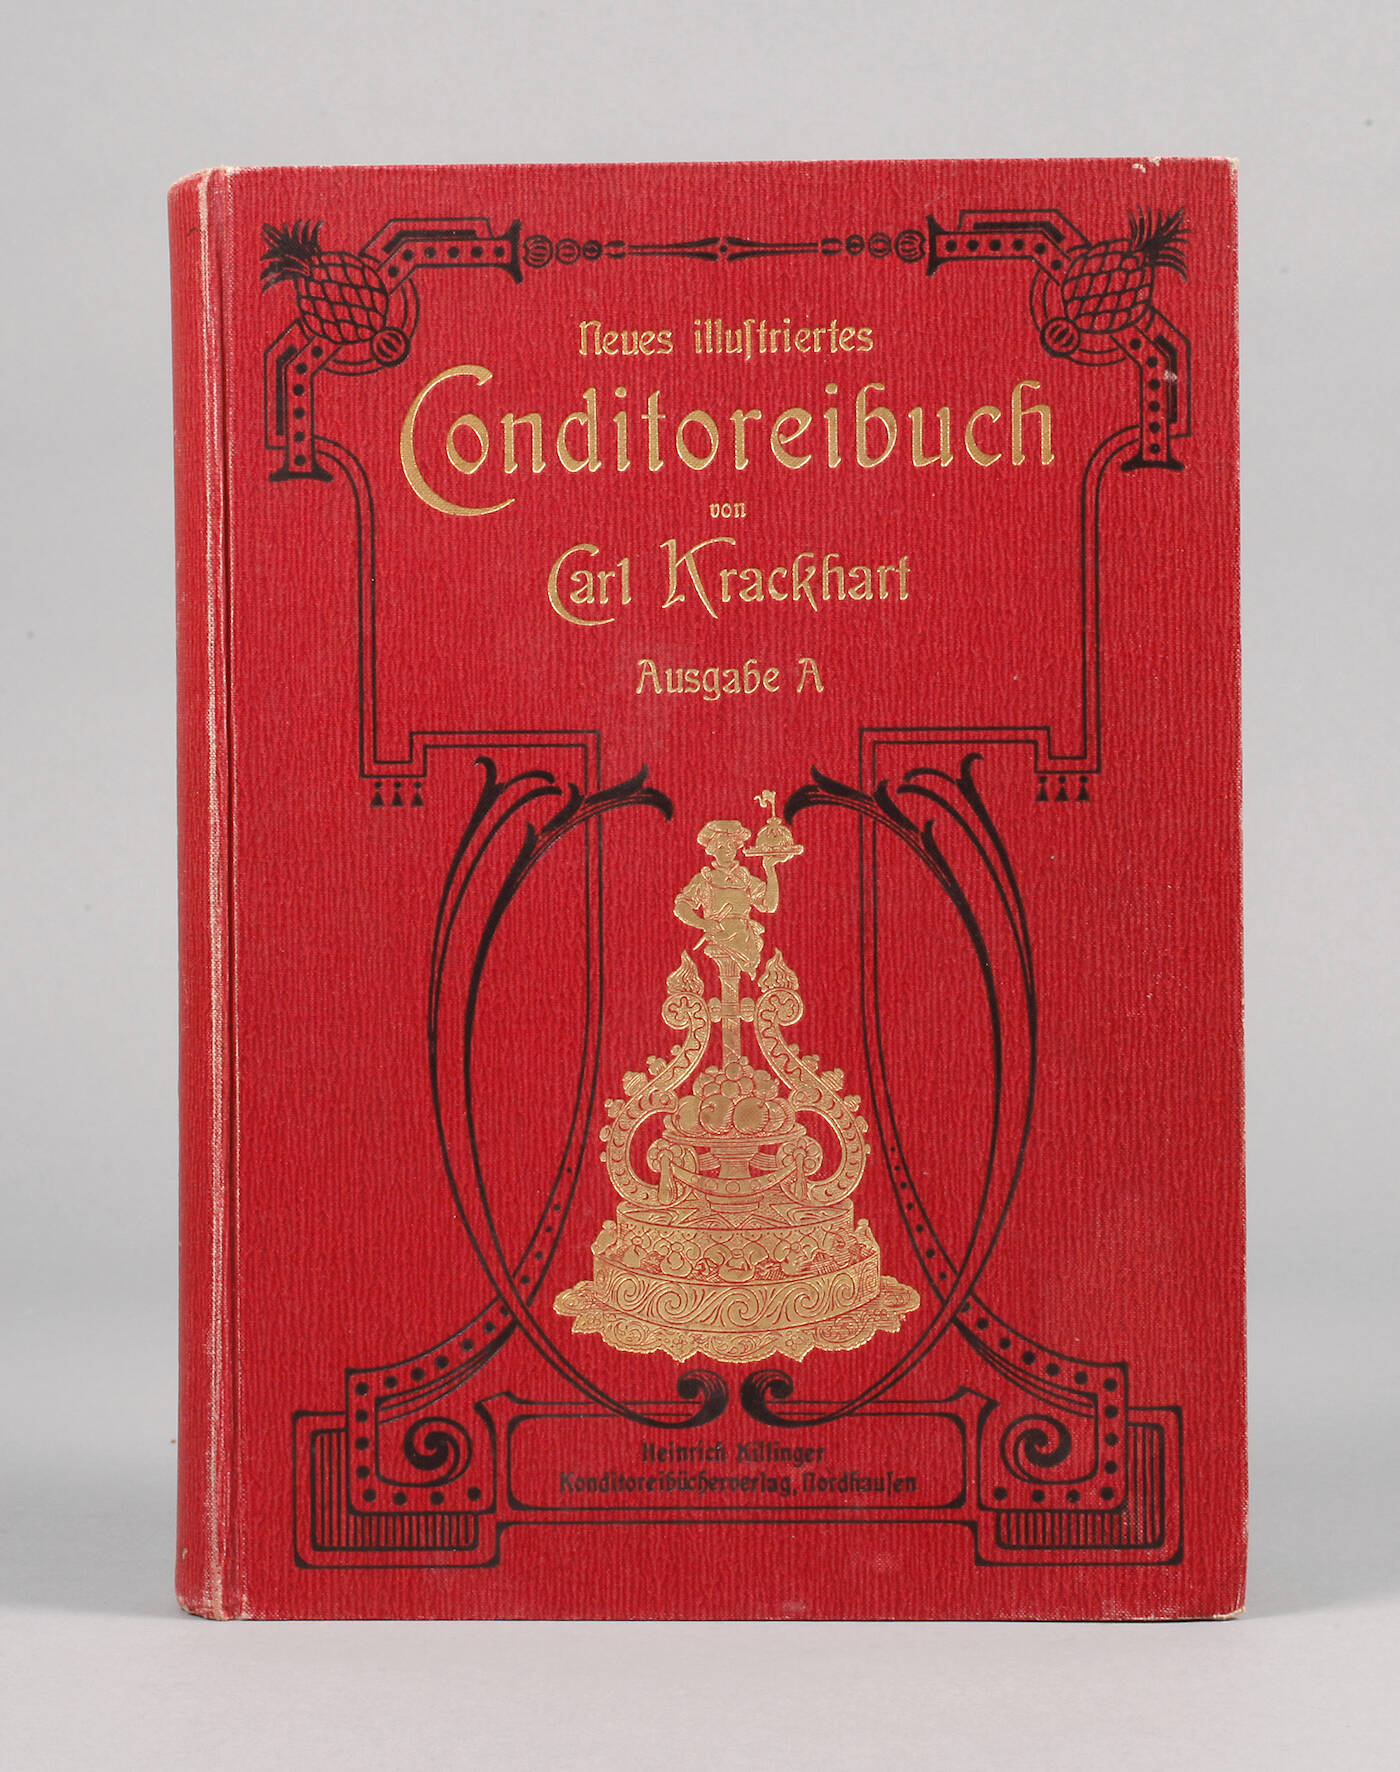 Neues illuſtriertes
Conditoreibuch
von
Carl Krackhart
Ausgabe A
Heinrich Killinger
Konditoreibücherverlag, Nordhauſen